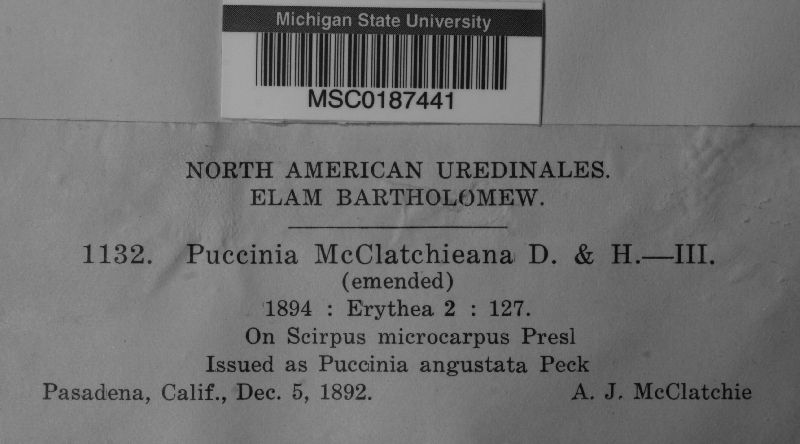 Michigan State University
MSC0187441
NORTH AMERICAN UREDINALES.
ELAM BARTHOLOMEW.
1132. Puccinia McClatchieana D. & H.—III.
(emended)
1894 : Erythea 2 : 127.
On Scirpus microcarpus Presl
Issued as Puccinia angustata Peck
Pasadena, Calif., Dec. 5, 1892. A. J. McClatchie